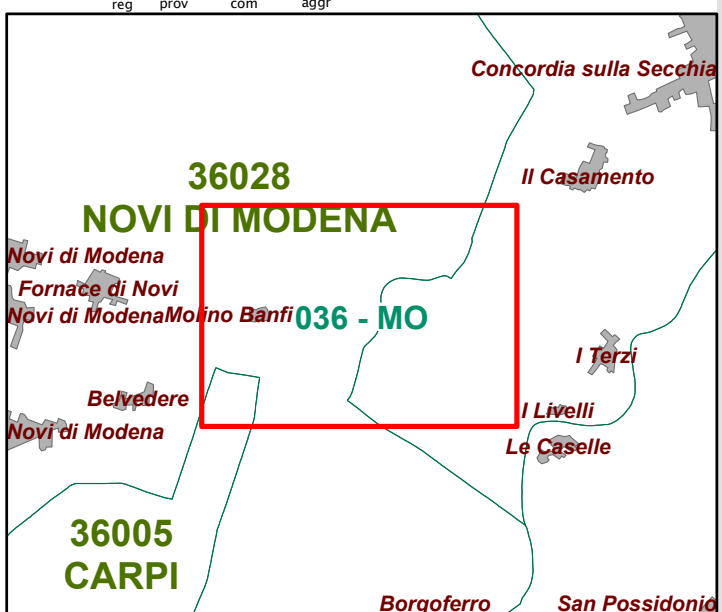 reg prov com aggr
Concordia sulla Secchia
36028
Il Casamento
NOVI DI MODENA
Novi di Modena
Fornace di Novi
Novi di Modena
Molino Banfi
036 - MO
I Terzi
Belvedere
I Livelli
Novi di Modena
Le Caselle
36005
CARPI
Borgoferro
San Possidonio